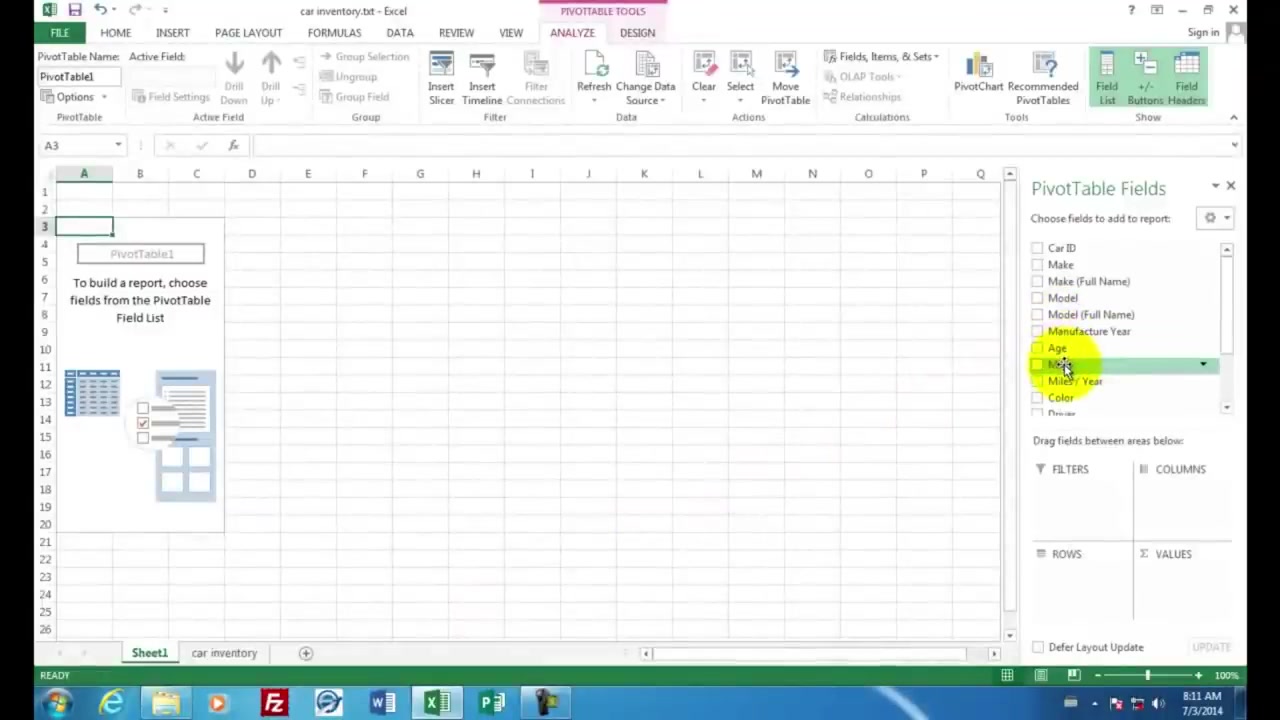 car inventory.txt - Excel
PIVOTTABLE TOOLS
?
FILE HOME INSERT PAGE LAYOUT FORMULAS DATA REVIEW VIEW ANALYZE DESIGN Sign in
PivotTable Name:
PivotTable1
Options
PivotTable
Active Field:
Field Settings
Drill Down
Drill Up
Active Field
Group Selection
Ungroup
Group Field
Group
Insert Slicer
Insert Timeline
Filter Connections
Filter
Refresh
Change Data Source
Data
Clear
Select
Move PivotTable
Actions
Fields, Items, & Sets
OLAP Tools
Relationships
Calculations
PivotChart
Recommended PivotTables
Tools
Field List
+/- Buttons
Field Headers
Show
A3
fx
A B C D E F G H I J K L M N O P Q
1
2
3
4
5
6
7
8
9
10
11
12
13
14
15
16
17
18
19
20
21
22
23
24
25
26
PivotTable1
To build a report, choose
fields from the PivotTable
Field List
PivotTable Fields
Choose fields to add to report:
Car ID
Make
Make (Full Name)
Model
Model (Full Name)
Manufacture Year
Age
Miles / Year
Color
Driver
Drag fields between areas below:
FILTERS
COLUMNS
ROWS
Σ VALUES
Defer Layout Update
UPDATE
Sheet1 car inventory
READY
100%
8:11 AM
7/3/2014